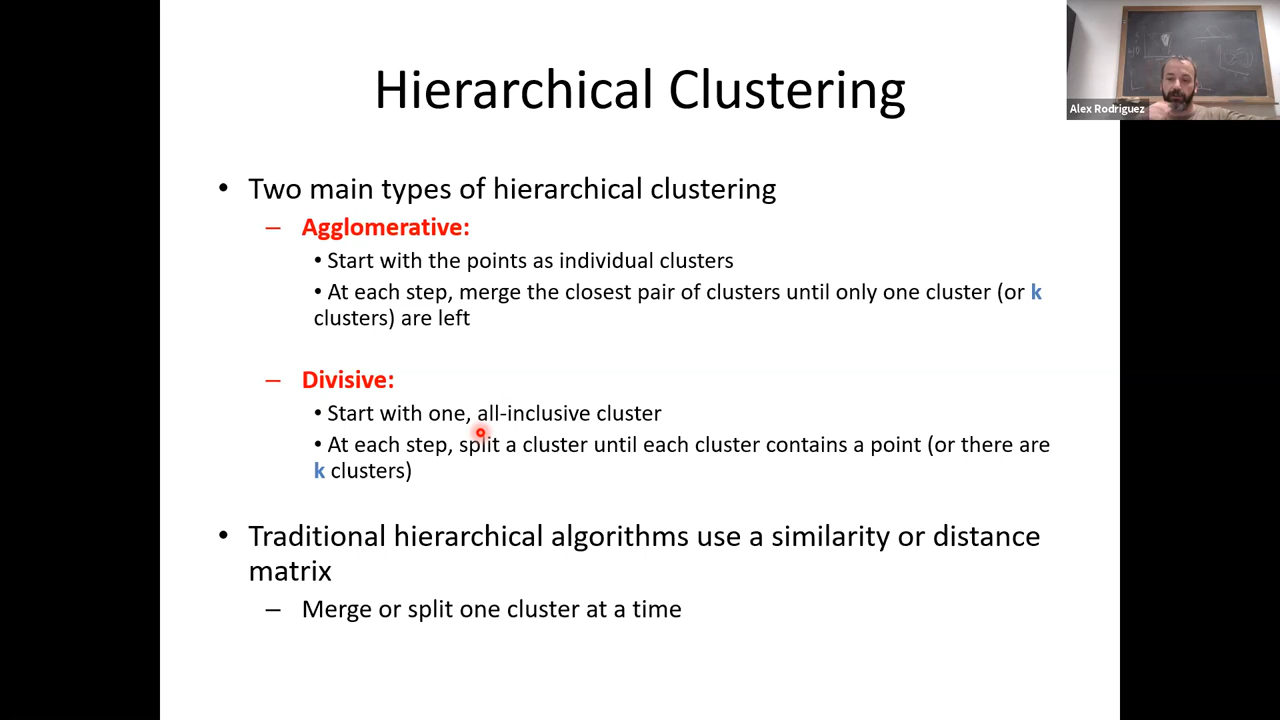 Hierarchical Clustering
Alex Rodriguez
• Two main types of hierarchical clustering
– Agglomerative:
• Start with the points as individual clusters
• At each step, merge the closest pair of clusters until only one cluster (or k
clusters) are left
– Divisive:
• Start with one, all-inclusive cluster
• At each step, split a cluster until each cluster contains a point (or there are
k clusters)
• Traditional hierarchical algorithms use a similarity or distance
matrix
– Merge or split one cluster at a time